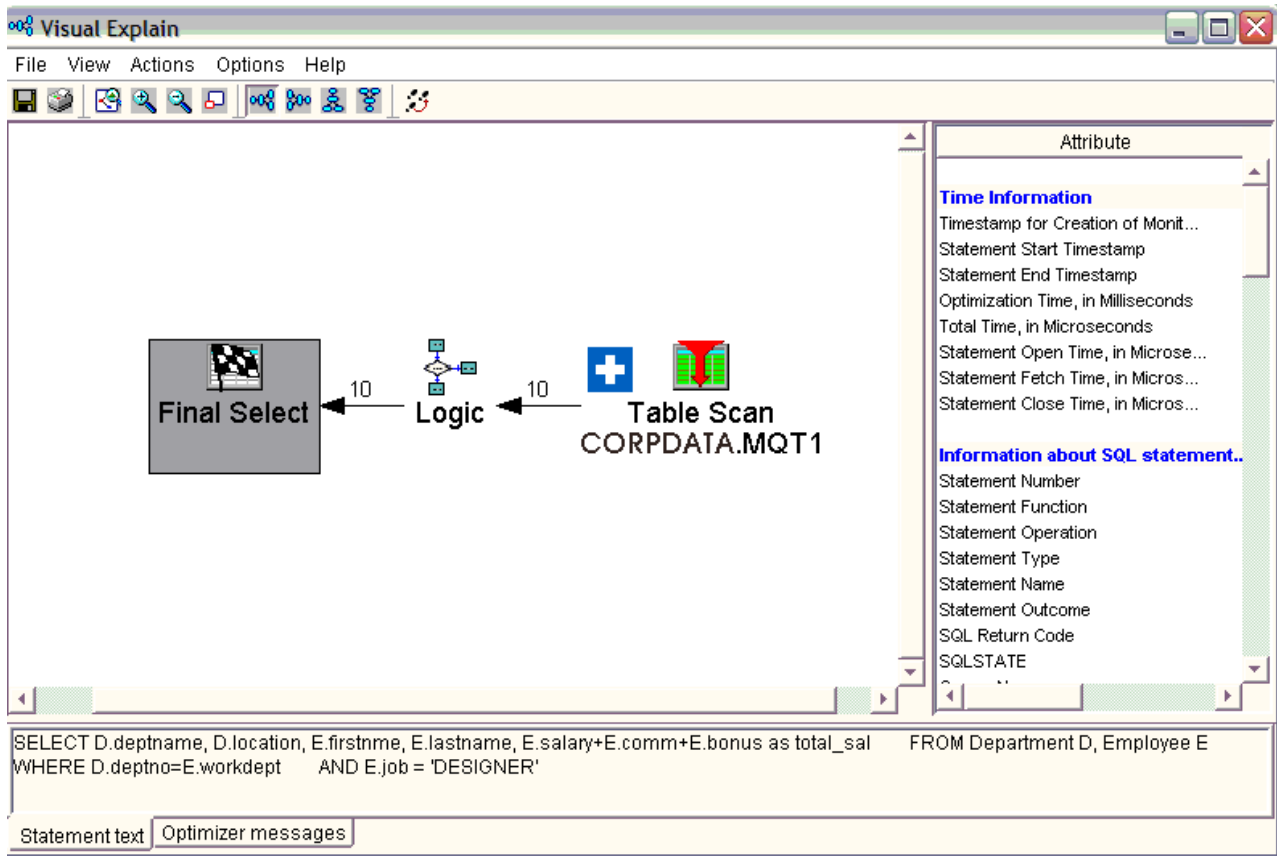 Visual Explain
File View Actions Options Help
Attribute
Time Information
Timestamp for Creation of Monit...
Statement Start Timestamp
Statement End Timestamp
Optimization Time, in Milliseconds
Total Time, in Microseconds
Statement Open Time, in Microse...
Statement Fetch Time, in Micros...
Statement Close Time, in Micros...
Information about SQL statement..
Statement Number
Statement Function
Statement Operation
Statement Type
Statement Name
Statement Outcome
SQL Return Code
SQLSTATE
10
10
Final Select
Logic
Table Scan
CORPDATA.MQT1
SELECT D.deptname, D.location, E.firstnme, E.lastname, E.salary+E.comm+E.bonus as total_sal FROM Department D, Employee E
WHERE D.deptno=E.workdept AND E.job = 'DESIGNER'
Statement text Optimizer messages